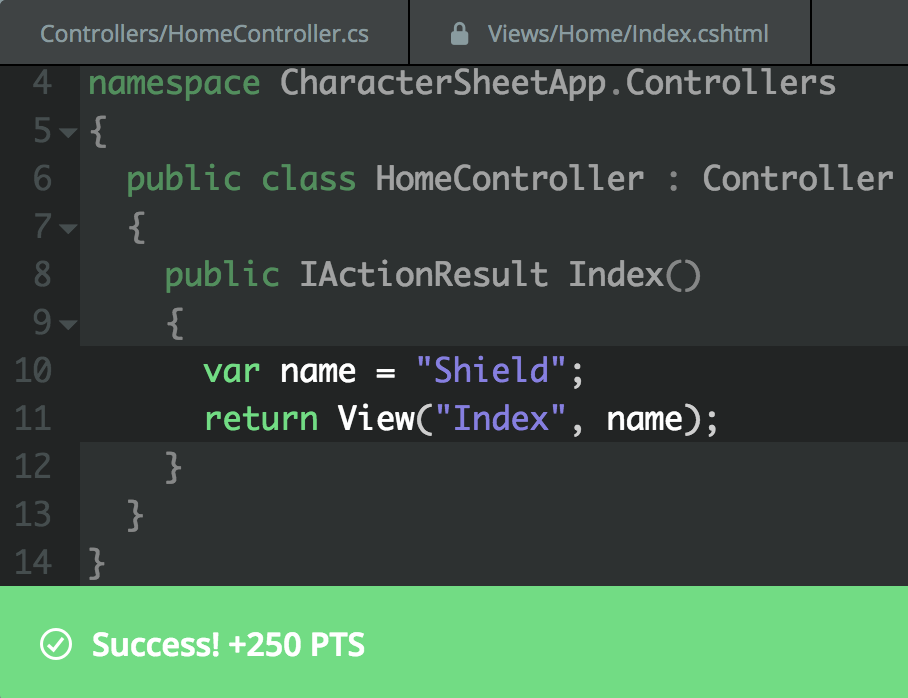 Controllers/HomeController.cs Views/Home/Index.cshtml
4 namespace CharacterSheetApp.Controllers
5 {
6 public class HomeController : Controller
7 {
8 public IActionResult Index()
9 {
10 var name = "Shield";
11 return View("Index", name);
12 }
13 }
14 }
Success! +250 PTS